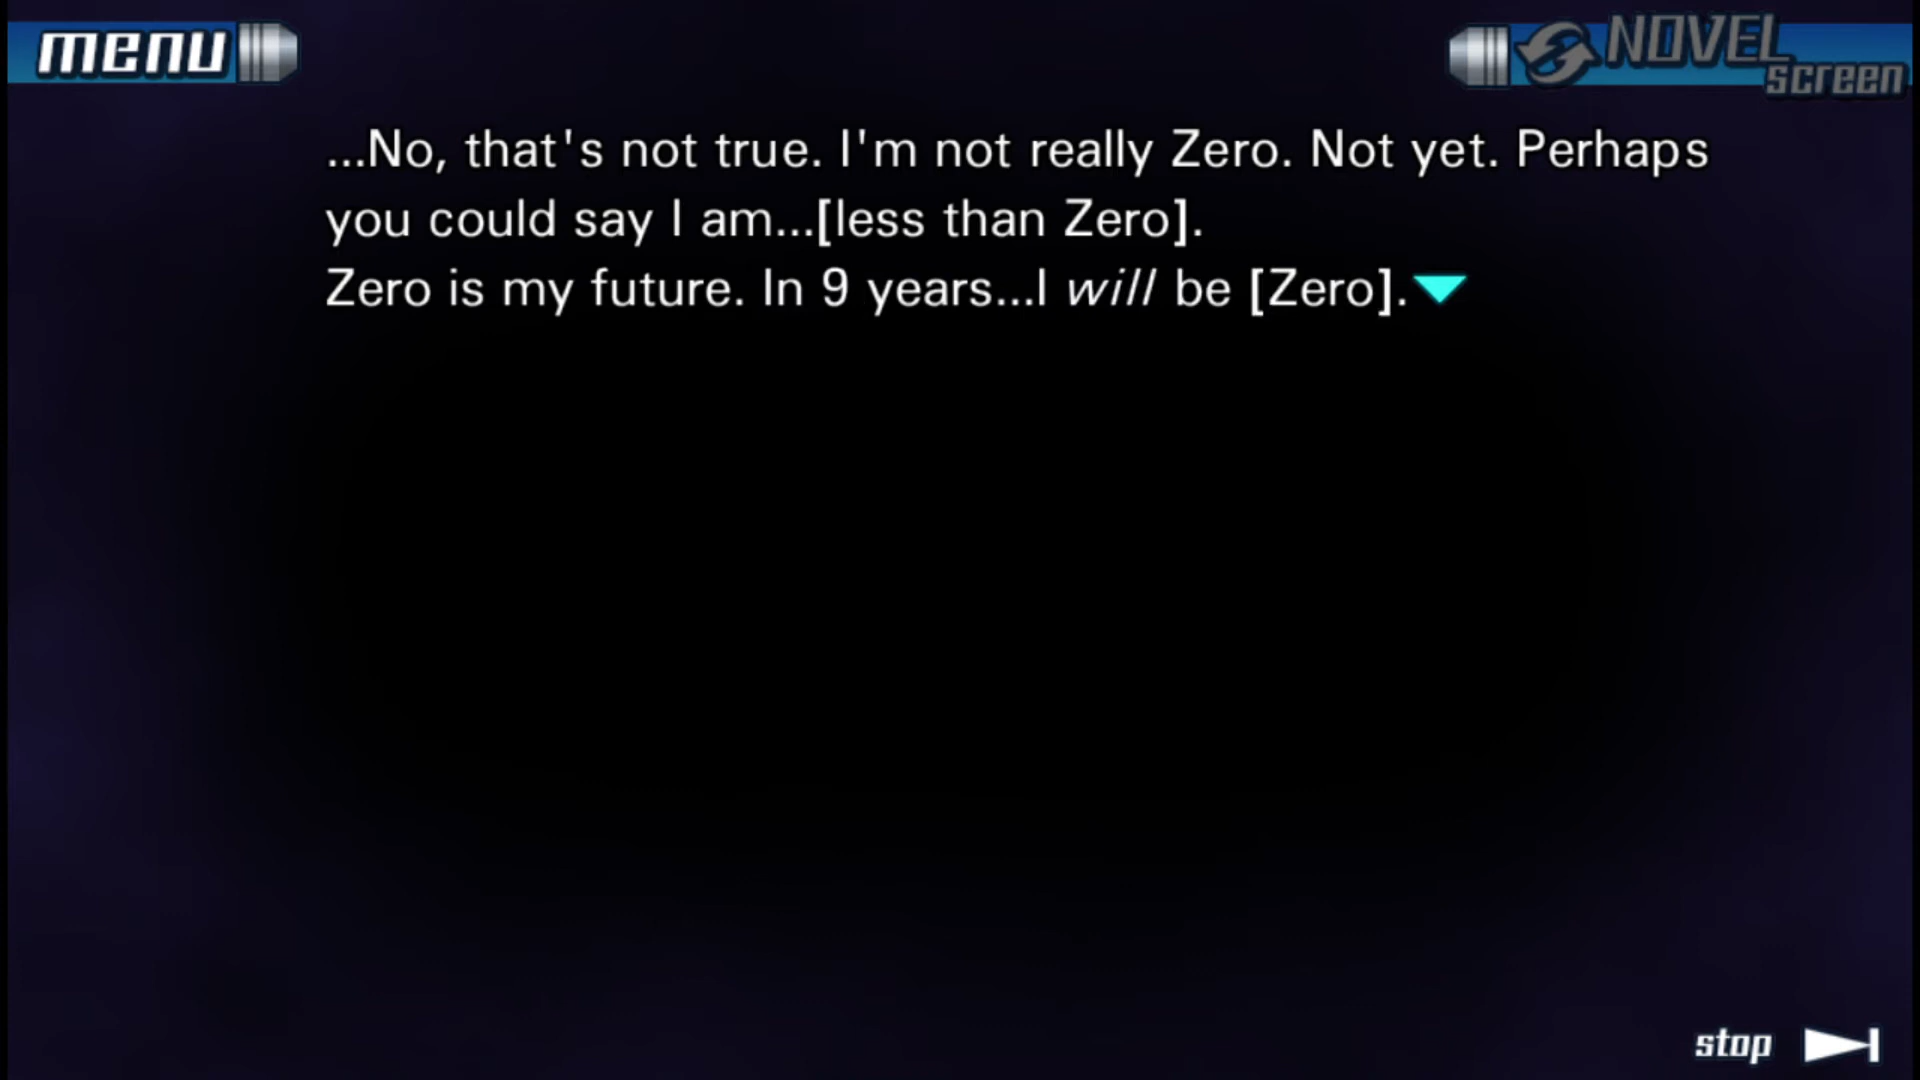 menu
NOVEL
screen
...No, that's not true. I'm not really Zero. Not yet. Perhaps
you could say I am...[less than Zero].
Zero is my future. In 9 years...I will be [Zero].
stop